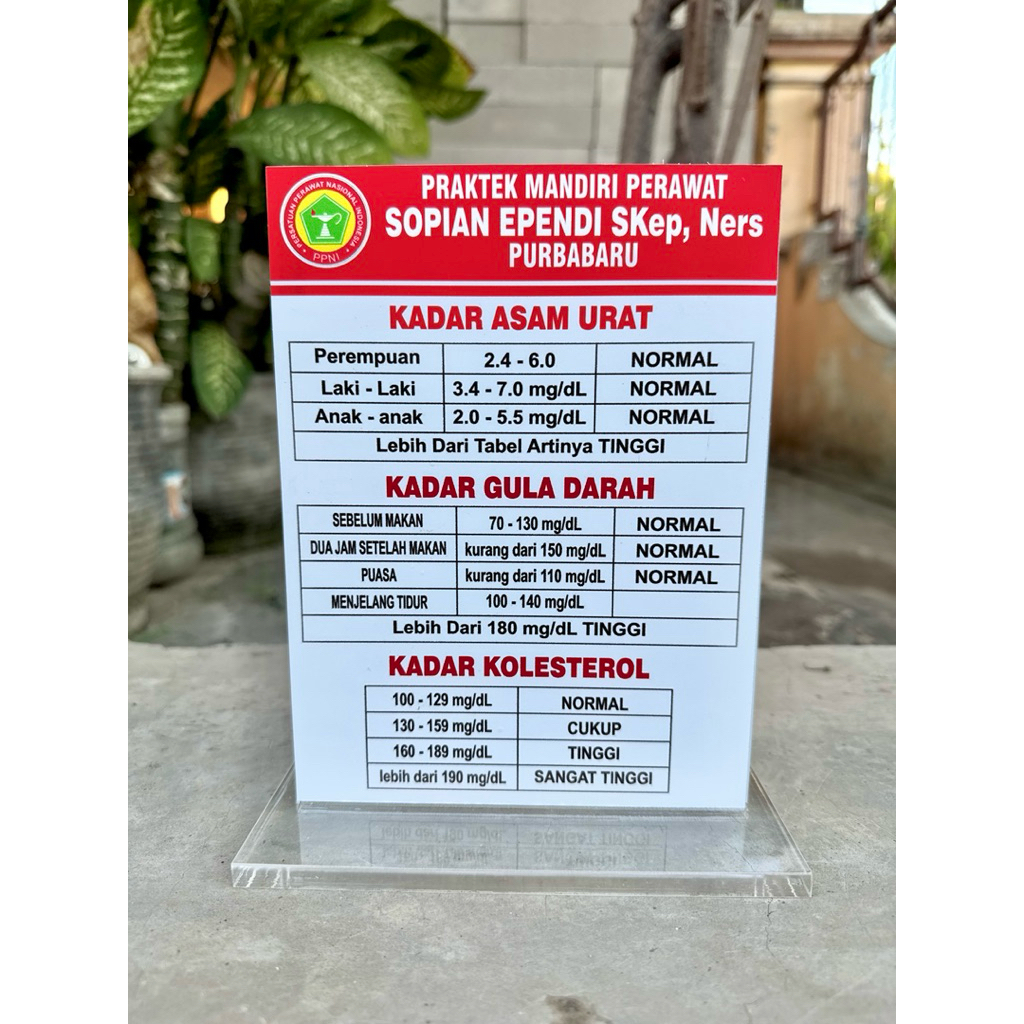 PERSATUAN PERAWAT NASIONAL INDONESIA
PPNI
PRAKTEK MANDIRI PERAWAT
SOPIAN EPENDI SKep, Ners
PURBABARU
KADAR ASAM URAT
Perempuan 2.4 - 6.0 NORMAL
Laki - Laki 3.4 - 7.0 mg/dL NORMAL
Anak - anak 2.0 - 5.5 mg/dL NORMAL
Lebih Dari Tabel Artinya TINGGI
KADAR GULA DARAH
SEBELUM MAKAN 70 - 130 mg/dL NORMAL
DUA JAM SETELAH MAKAN kurang dari 150 mg/dL NORMAL
PUASA kurang dari 110 mg/dL NORMAL
MENJELANG TIDUR 100 - 140 mg/dL
Lebih Dari 180 mg/dL TINGGI
KADAR KOLESTEROL
100 - 129 mg/dL NORMAL
130 - 159 mg/dL CUKUP
160 - 189 mg/dL TINGGI
lebih dari 190 mg/dL SANGAT TINGGI